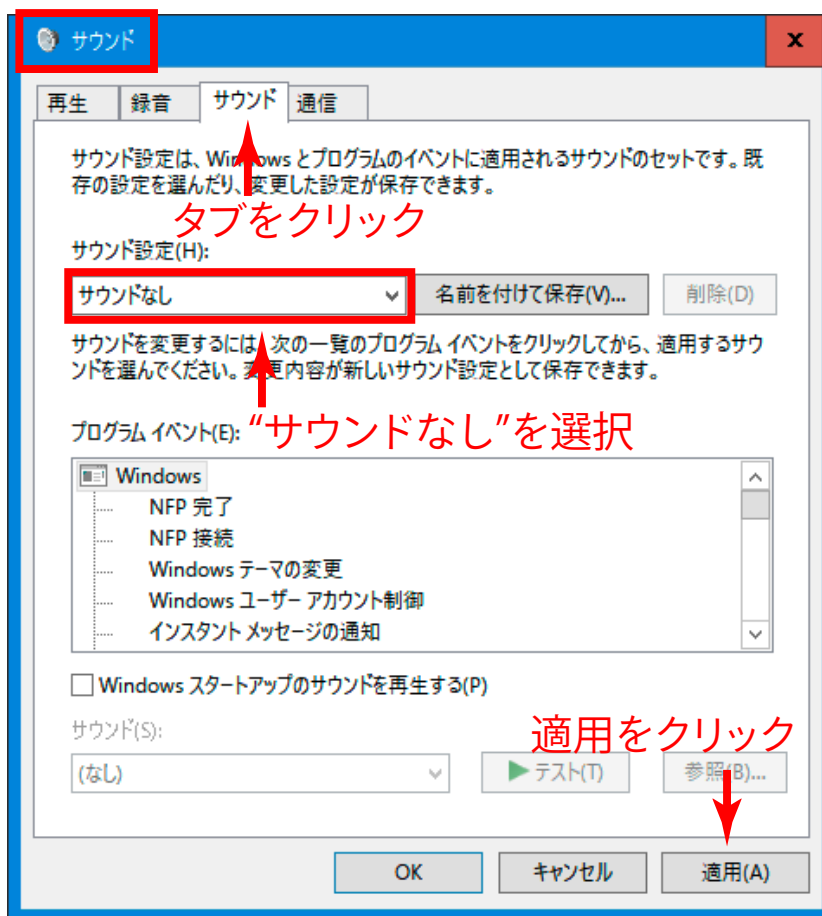 サウンド
x
再生 録音 サウンド 通信
サウンド設定は、Windows とプログラムのイベントに適用されるサウンドのセットです。既
存の設定を選んだり、変更した設定が保存できます。
タブをクリック
サウンド設定(H):
サウンドなし 名前を付けて保存(V)... 削除(D)
サウンドを変更するには、次の一覧のプログラム イベントをクリックしてから、適用するサウ
ンドを選んでください。変更内容が新しいサウンド設定として保存できます。
プログラム イベント(E):
“サウンドなし”を選択
Windows
NFP 完了
NFP 接続
Windows テーマの変更
Windows ユーザー アカウント制御
インスタント メッセージの通知
Windows スタートアップのサウンドを再生する(P)
サウンド(S):
適用をクリック
(なし) テスト(T) 参照(B)...
OK キャンセル 適用(A)